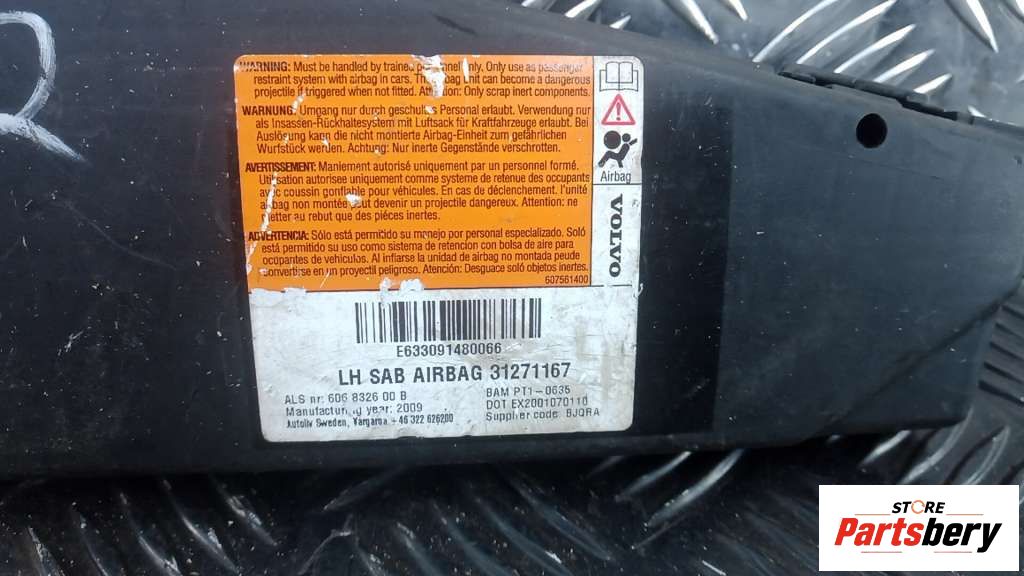 WARNING: Must be handled by trained personnel only. Only use as passenger
restraint system with airbag in cars. The airbag unit can become a dangerous
projectile if triggered when not fitted. Attention: Only scrap inert components.
WARNUNG: Umgang nur durch geschultes Personal erlaubt. Verwendung nur
als Insassen-Rückhaltesystem mit Luftsack für Kraftfahrzeuge erlaubt. Bei
Auslösung kann die nicht montierte Airbag-Einheit zum gefährlichen
Wurfstück werden. Achtung: Nur inerte Gegenstände verschrotten.
AVERTISSEMENT: Maniement autorisé uniquement par un personnel formé.
Utilisation autorisee uniquement comme systeme de retenue des occupants
avec coussin gonflable pour véhicules. En cas de déclenchement. l'unité
airbag non montée peut devenir un projectile dangereux. Attention: ne
mettre au rebut que des piéces inertes.
ADVERTENCIA: Sólo está permitido su manejo por personal especializado. Soló
está permitido su uso como sistema de retención con bolsa de aire para
ocupantes de vehiculos. Al inflarse la unidad de airbag no montada peude
convertirse en un proyectil peligroso. Atención: Desguace soló objetos inertes.
607561400
Airbag
VOLVO
E633091480066
LH SAB AIRBAG 31271167
ALS nr: 606 8326 00 B
BAM PT1-0635
Manufacturing year: 2009
DOT EX2001070110
Autoliv Sweden, Vargarda, +46 322 626200
Supplier code: BJQRA
STORE
Partsbery